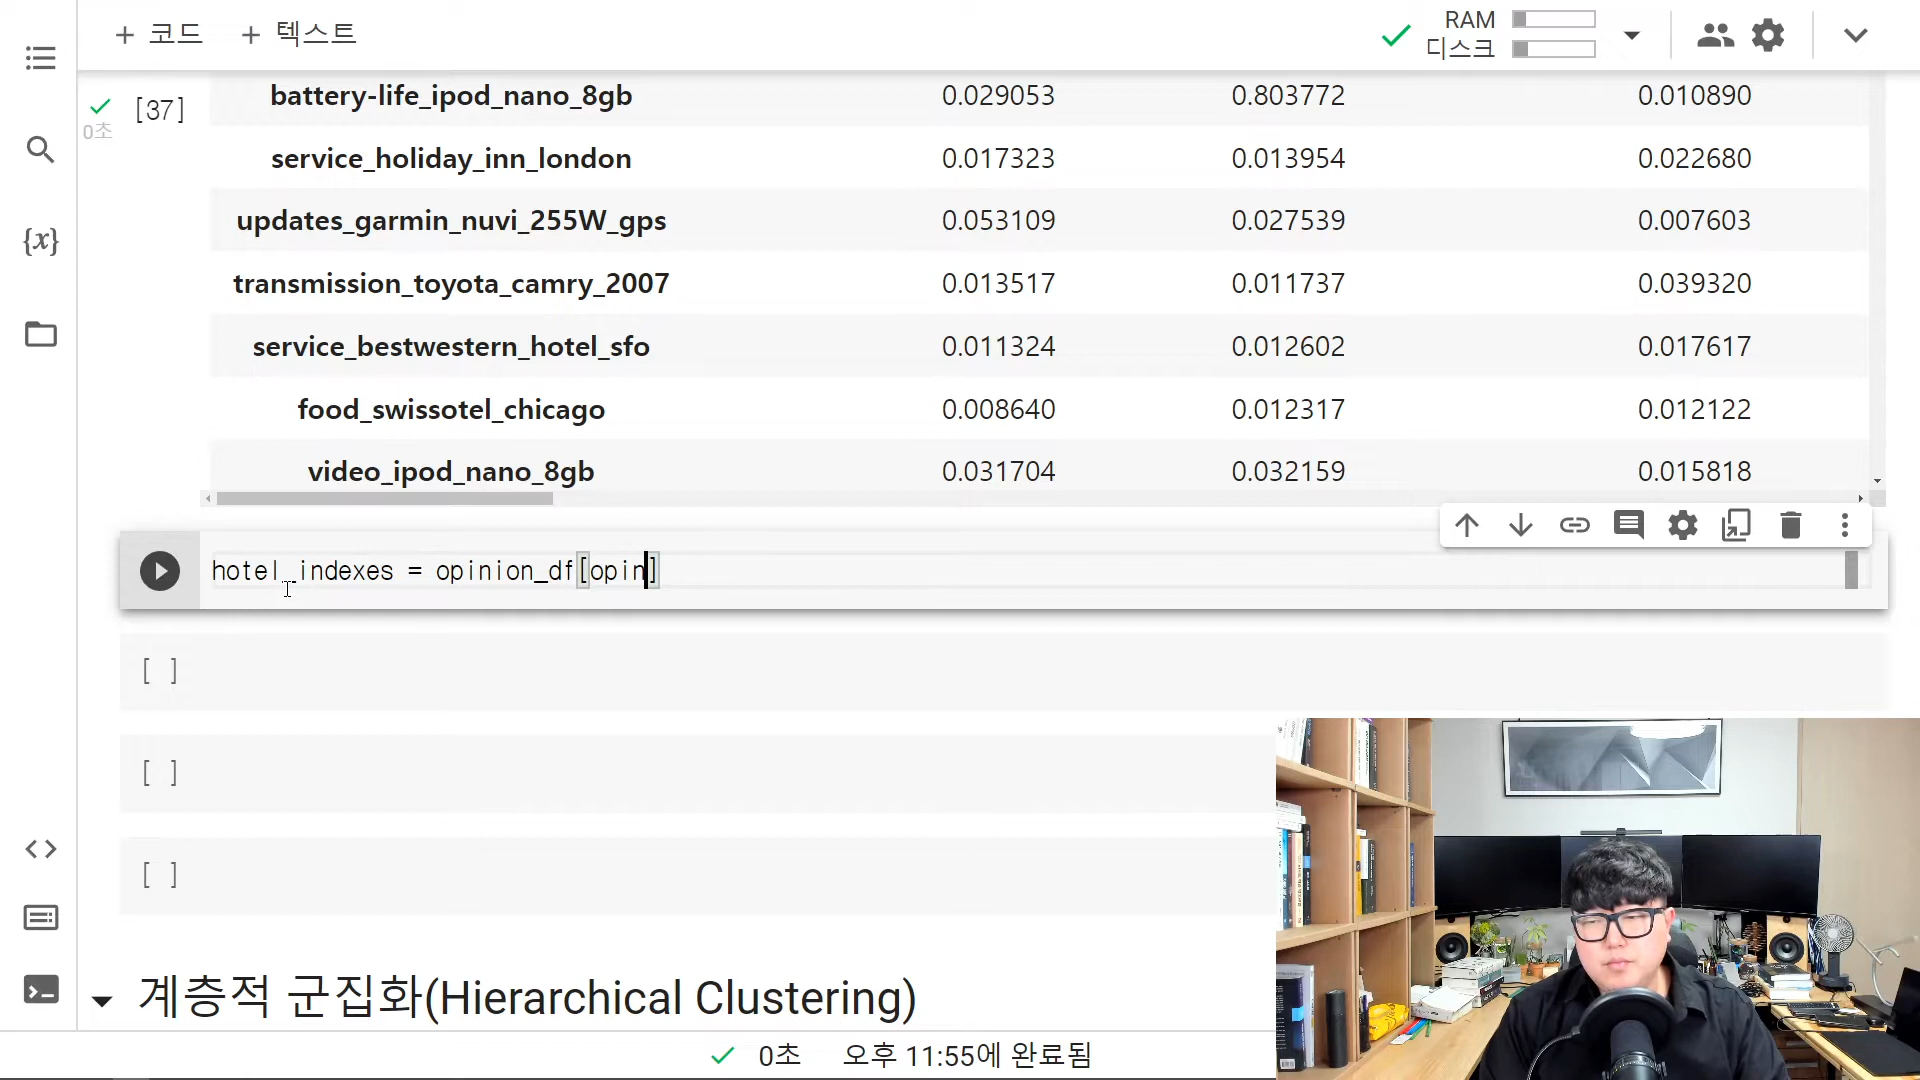 + 코드 + 텍스트
RAM
디스크
[37]
0초
battery-life_ipod_nano_8gb 0.029053 0.803772 0.010890
service_holiday_inn_london 0.017323 0.013954 0.022680
updates_garmin_nuvi_255W_gps 0.053109 0.027539 0.007603
transmission_toyota_camry_2007 0.013517 0.011737 0.039320
service_bestwestern_hotel_sfo 0.011324 0.012602 0.017617
food_swissotel_chicago 0.008640 0.012317 0.012122
video_ipod_nano_8gb 0.031704 0.032159 0.015818
hotel_indexes = opinion_df[opin]
[ ]
[ ]
[ ]
계층적 군집화(Hierarchical Clustering)
0초 오후 11:55에 완료됨